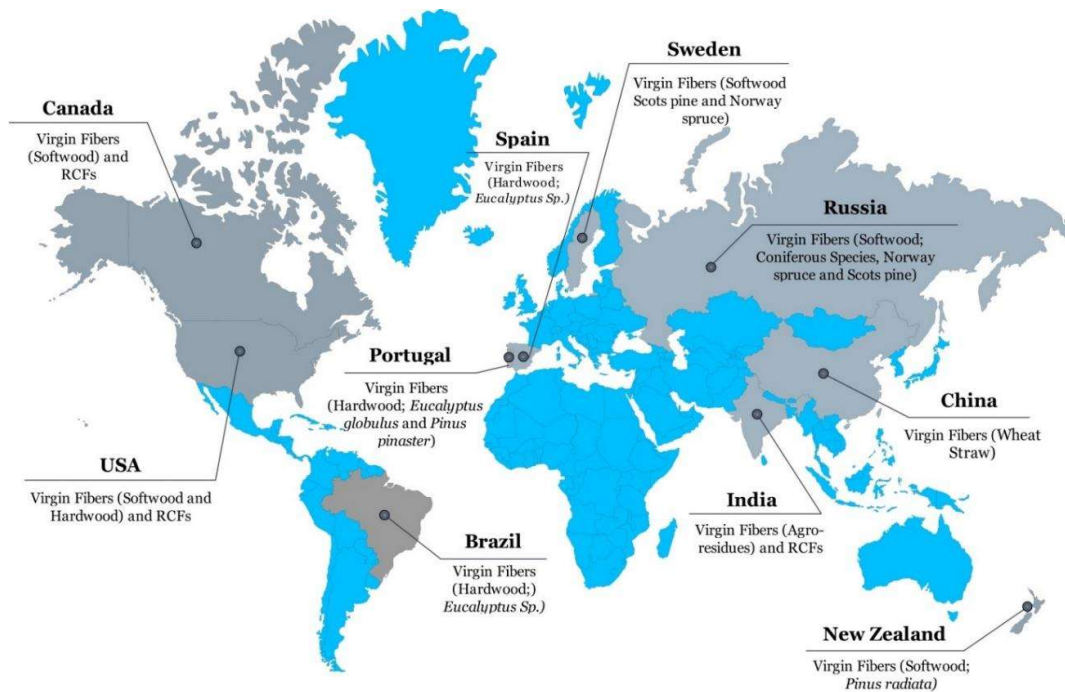 Sweden
Virgin Fibers (Softwood
Scots pine and Norway
spruce)
Canada
Virgin Fibers
(Softwood) and
RCFs
Spain
Virgin Fibers
(Hardwood;
Eucalyptus Sp.)
Russia
Virgin Fibers (Softwood;
Coniferous Species, Norway
spruce and Scots pine)
Portugal
Virgin Fibers
(Hardwood; Eucalyptus
globulus and Pinus
pinaster)
China
Virgin Fibers (Wheat
Straw)
USA
Virgin Fibers (Softwood and
Hardwood) and RCFs
India
Virgin Fibers (Agro-
residues) and RCFs
Brazil
Virgin Fibers
(Hardwood;)
Eucalyptus Sp.)
New Zealand
Virgin Fibers (Softwood;
Pinus radiata)